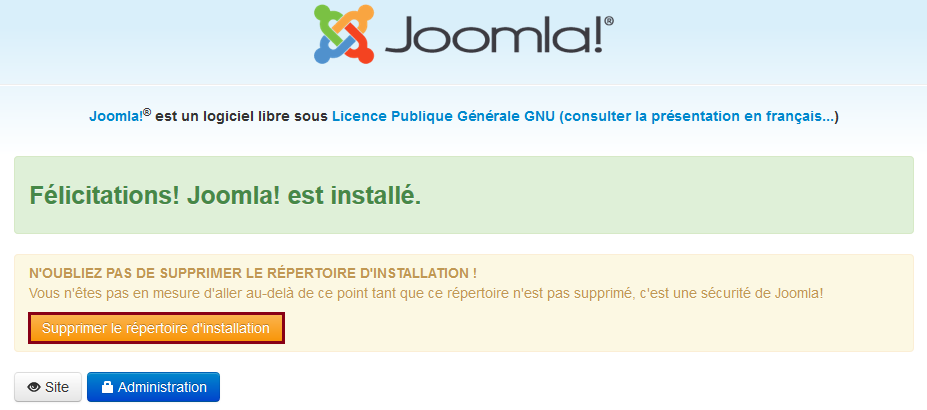 Joomla!®
Joomla!® est un logiciel libre sous Licence Publique Générale GNU (consulter la présentation en français...)
Félicitations! Joomla! est installé.
N'OUBLIEZ PAS DE SUPPRIMER LE RÉPERTOIRE D'INSTALLATION !
Vous n'êtes pas en mesure d'aller au-delà de ce point tant que ce répertoire n'est pas supprimé, c'est une sécurité de Joomla!
Supprimer le répertoire d'installation
Site Administration